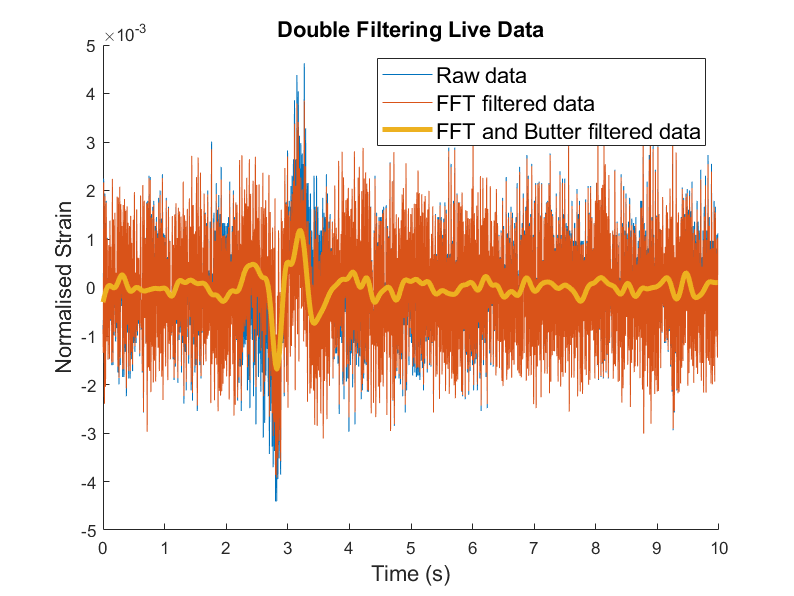 Double Filtering Live Data
×10⁻³
5
4
3
2
1
0
-1
-2
-3
-4
-5
Normalised Strain
Raw data
FFT filtered data
FFT and Butter filtered data
0 1 2 3 4 5 6 7 8 9 10
Time (s)